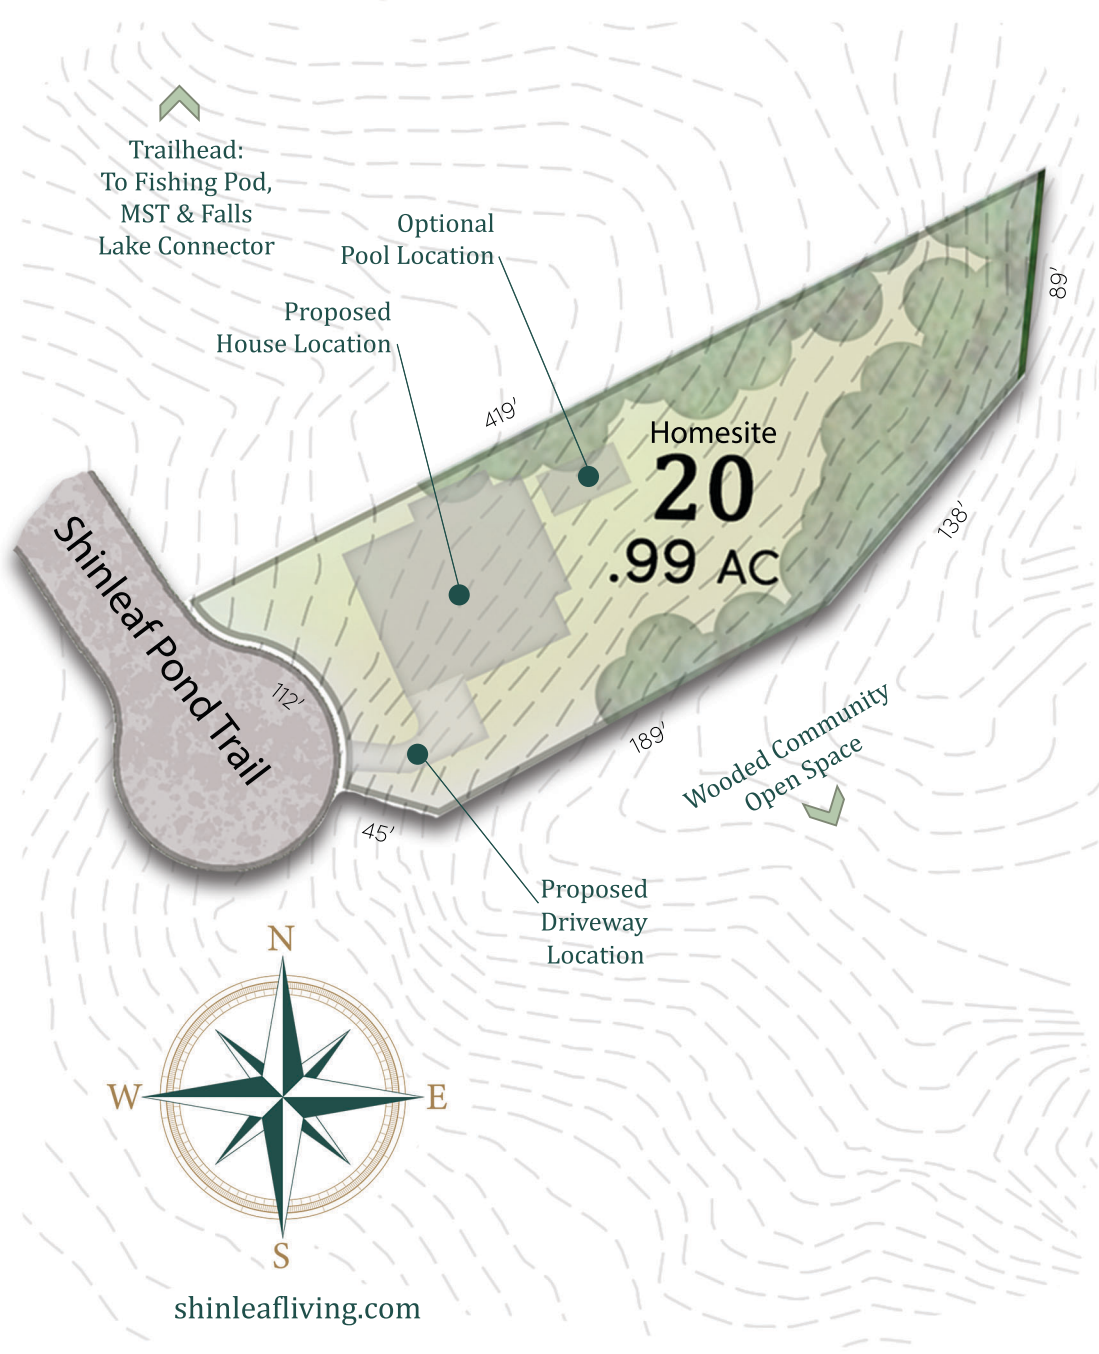 Trailhead:
To Fishing Pod,
MST & Falls
Lake Connector
Optional
Pool Location
Proposed
House Location
419′
89′
Homesite
20
.99 AC
138′
Shinleaf Pond Trail
112′
189′
45′
Wooded Community
Open Space
Proposed
Driveway
Location
N
W
E
S
shinleafliving.com